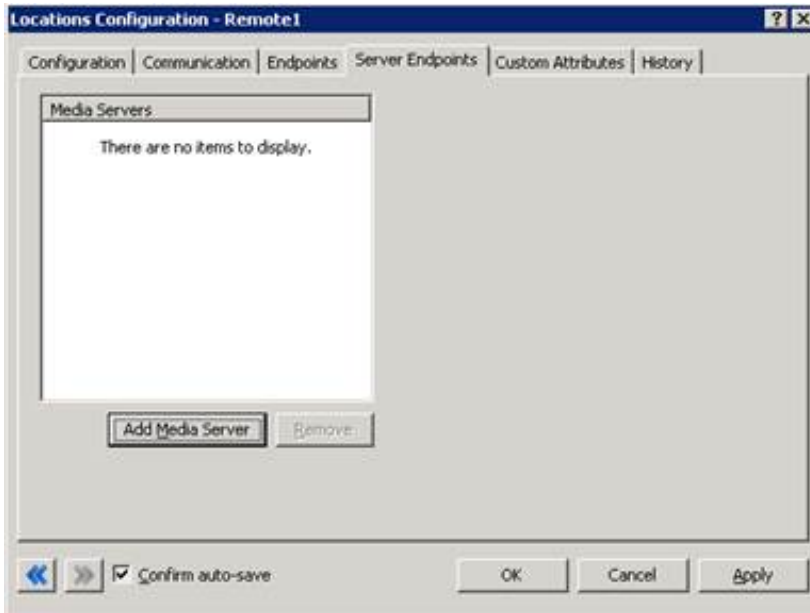 Locations Configuration - Remote1
Configuration Communication Endpoints Server Endpoints Custom Attributes History
Media Servers
There are no items to display.
Add Media Server Remove
Confirm auto-save OK Cancel Apply